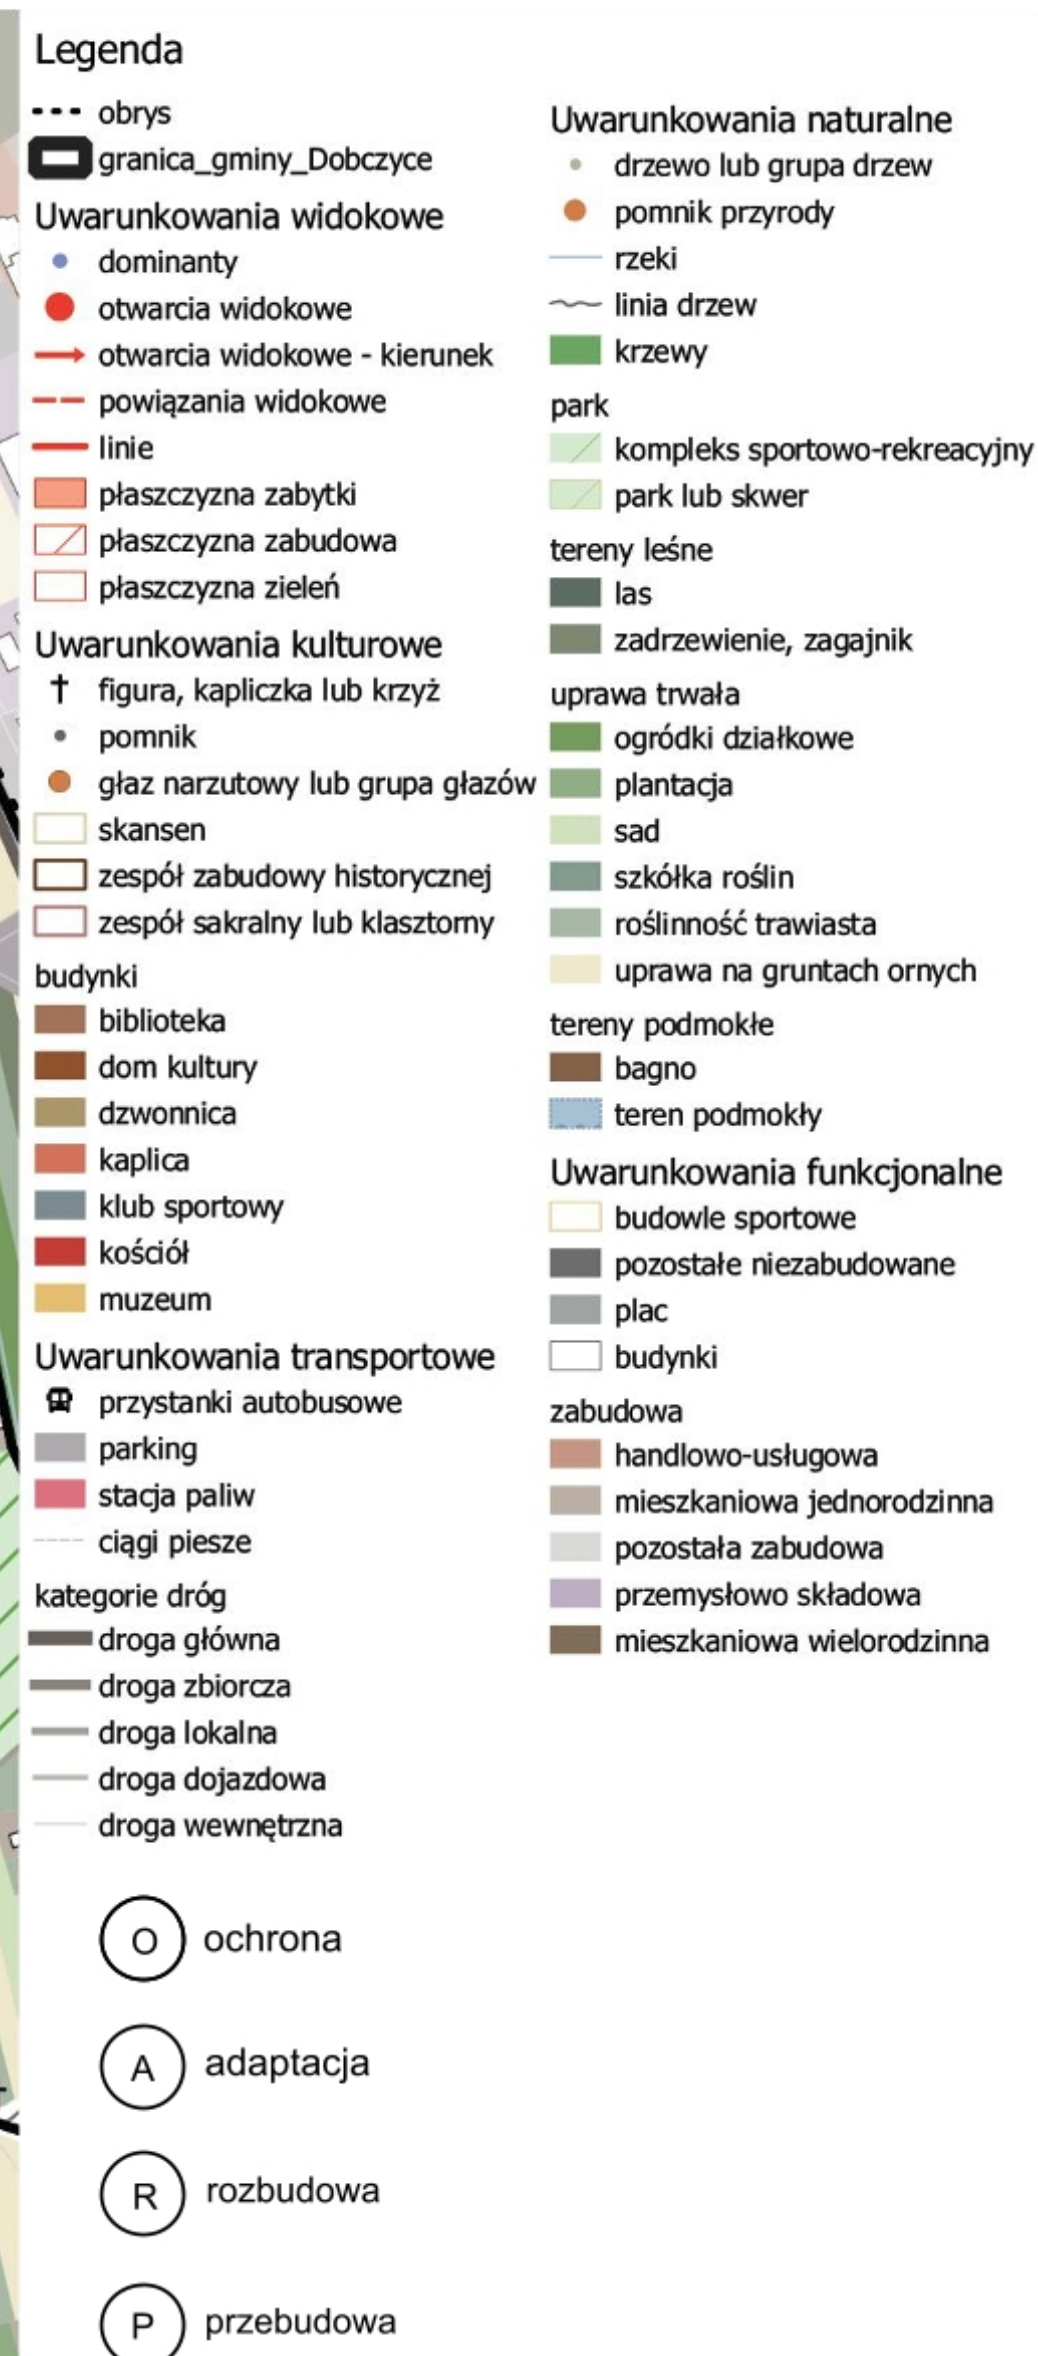 Legenda
obrys
granica_gminy_Dobczyce
Uwarunkowania widokowe
dominanty
otwarcia widokowe
otwarcia widokowe - kierunek
powiązania widokowe
linie
płaszczyzna zabytki
płaszczyzna zabudowa
płaszczyzna zieleń
Uwarunkowania kulturowe
figura, kapliczka lub krzyż
pomnik
głaz narzutowy lub grupa głazów
skansen
zespół zabudowy historycznej
zespół sakralny lub klasztorny
budynki
biblioteka
dom kultury
dzwonnica
kaplica
klub sportowy
kościół
muzeum
Uwarunkowania transportowe
przystanki autobusowe
parking
stacja paliw
ciągi piesze
kategorie dróg
droga główna
droga zbiorcza
droga lokalna
droga dojazdowa
droga wewnętrzna
O ochrona
A adaptacja
R rozbudowa
P przebudowa
Uwarunkowania naturalne
drzewo lub grupa drzew
pomnik przyrody
rzeki
linia drzew
krzewy
park
kompleks sportowo-rekreacyjny
park lub skwer
tereny leśne
las
zadrzewienie, zagajnik
uprawa trwała
ogródki działkowe
plantacja
sad
szkółka roślin
roślinność trawiasta
uprawa na gruntach ornych
tereny podmokłe
bagno
teren podmokły
Uwarunkowania funkcjonalne
budowle sportowe
pozostałe niezabudowane
plac
budynki
zabudowa
handlowo-usługowa
mieszkaniowa jednorodzinna
pozostała zabudowa
przemysłowo składowa
mieszkaniowa wielorodzinna